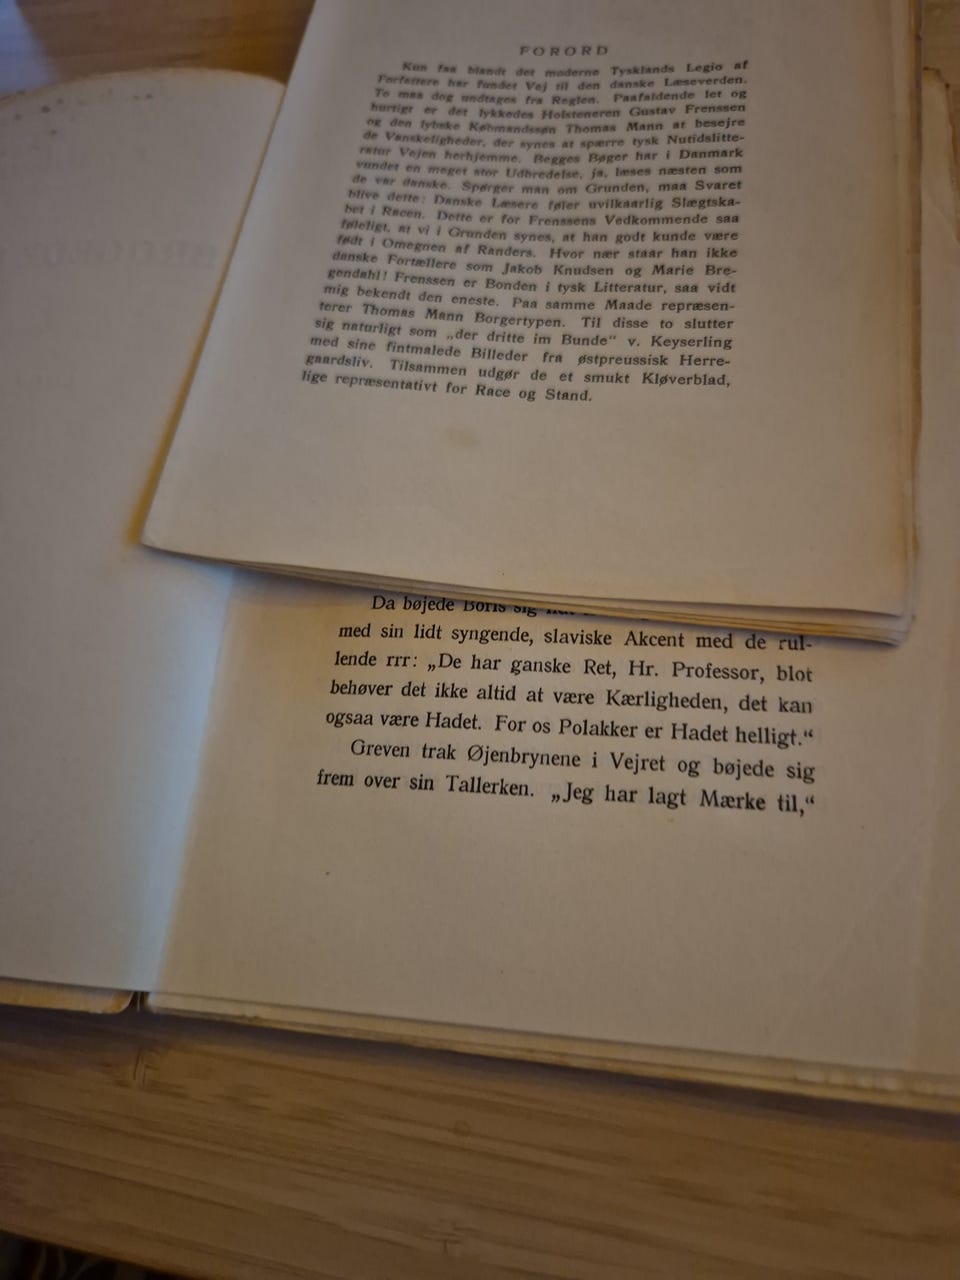 FORORD
Kun faa blandt det moderne Tysklands Legio af
Forfattere har fundet Vej til den danske Læseverden.
To maa dog undtages fra Reglen. Paafaldende let og
hurtigt er det lykkedes Holsteneren Gustav Frenssen
og den lybske Købmandssøn Thomas Mann at besejre
de Vanskeligheder, der synes at spærre tysk Nutidslitte-
ratur Vejen herhjemme. Begges Bøger har i Danmark
vundet en meget stor Udbredelse, ja, læses næsten som
de var danske. Spørger man om Grunden, maa Svaret
blive dette: Danske Læsere føler uvilkaarlig Slægtska-
bet i Racen. Dette er for Frenssens Vedkommende saa
føleligt, at vi i Grunden synes, at han godt kunde være
født i Omegnen af Randers. Hvor nær staar han ikke
danske Fortællere som Jakob Knudsen og Marie Bre-
gendahl! Frenssen er Bonden i tysk Litteratur, saa vidt
mig bekendt den eneste. Paa samme Maade repræsen-
terer Thomas Mann Borgertypen. Til disse to slutter
sig naturligt som „der dritte im Bunde“ v. Keyserling
med sine fintmalede Billeder fra østpreussisk Herre-
gaardsliv. Tilsammen udgør de et smukt Kløverblad,
lige repræsentativt for Race og Stand.
Da bøjede Boris sig
med sin lidt syngende, slaviske Akcent med de rul-
lende rrr: „De har ganske Ret, Hr. Professor, blot
behøver det ikke altid at være Kærligheden, det kan
ogsaa være Hadet. For os Polakker er Hadet helligt.“
Greven trak Øjenbrynene i Vejret og bøjede sig
frem over sin Tallerken. „Jeg har lagt Mærke til,“